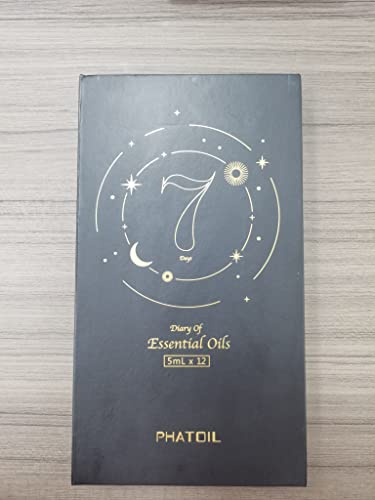 7
Days
Diary Of
Essential Oils
5mL x 12
PHATOIL